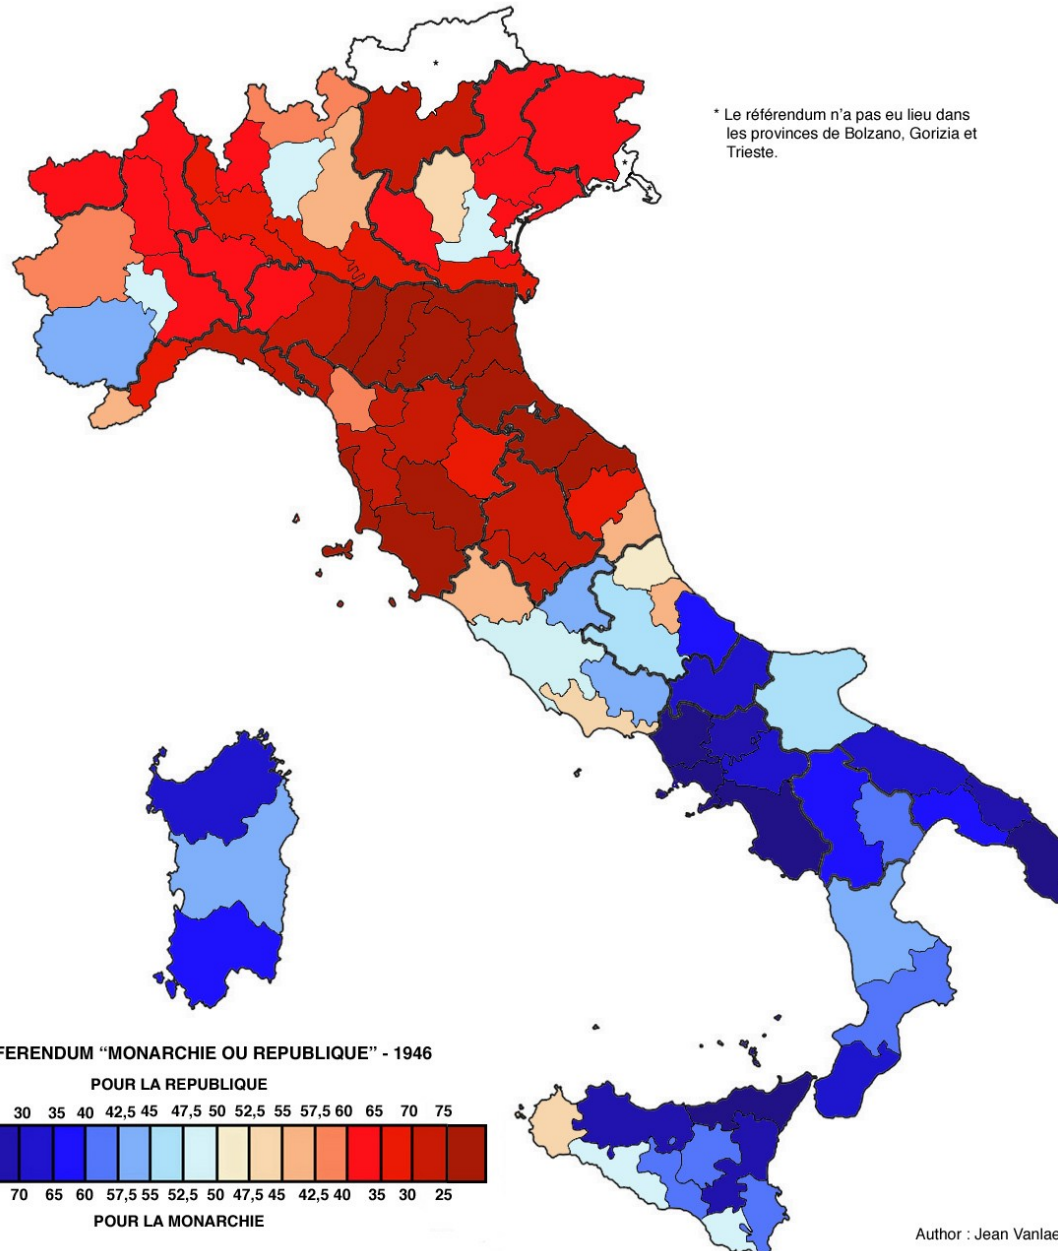 *
* Le référendum n'a pas eu lieu dans
les provinces de Bolzano, Gorizia et
Trieste.
*
FERENDUM “MONARCHIE OU REPUBLIQUE” - 1946
POUR LA REPUBLIQUE
30 35 40 42,5 45 47,5 50 52,5 55 57,5 60 65 70 75
70 65 60 57,5 55 52,5 50 47,5 45 42,5 40 35 30 25
POUR LA MONARCHIE
Author : Jean Vanlae